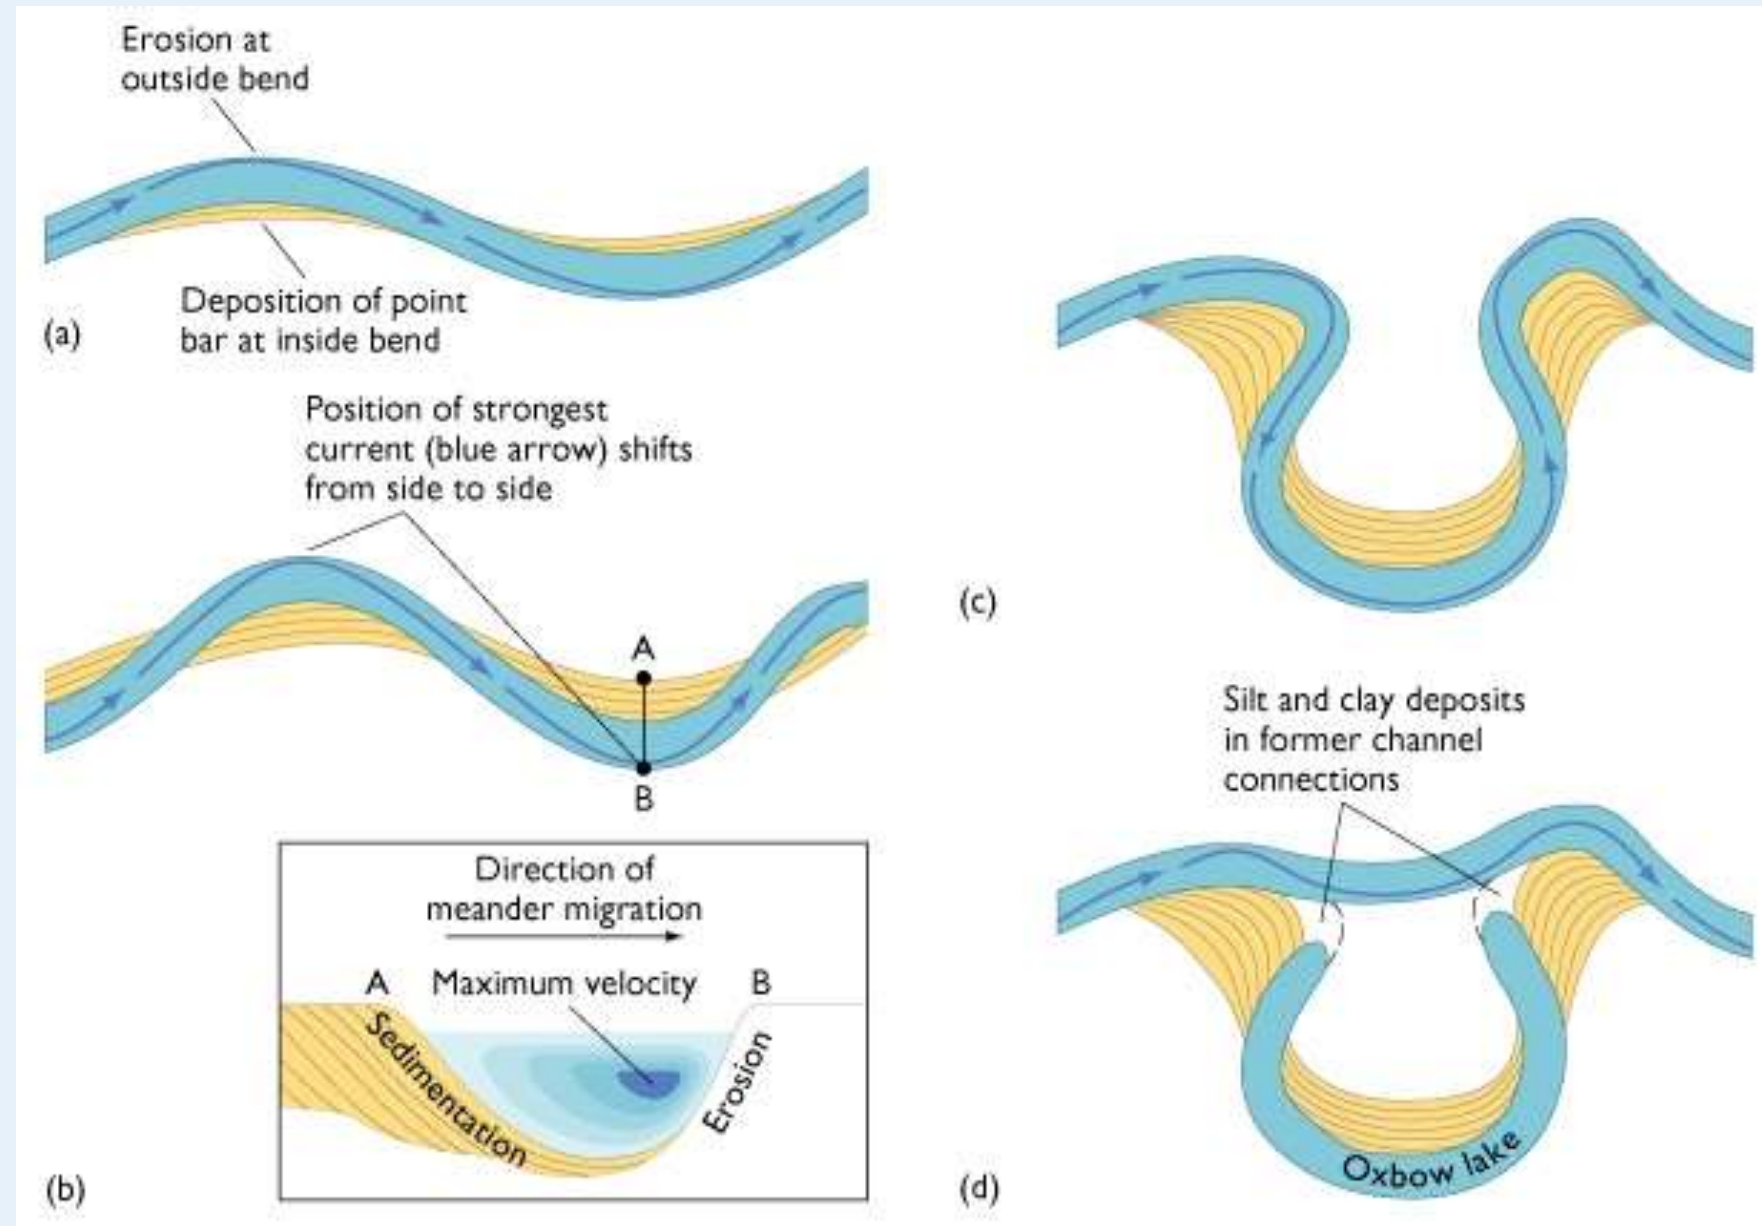 Erosion at
outside bend
Deposition of point
bar at inside bend
(a)
Position of strongest
current (blue arrow) shifts
from side to side
A
B
Direction of
meander migration
A
Maximum velocity
B
Sedimentation
Erosion
(b)
(c)
Silt and clay deposits
in former channel
connections
Oxbow lake
(d)